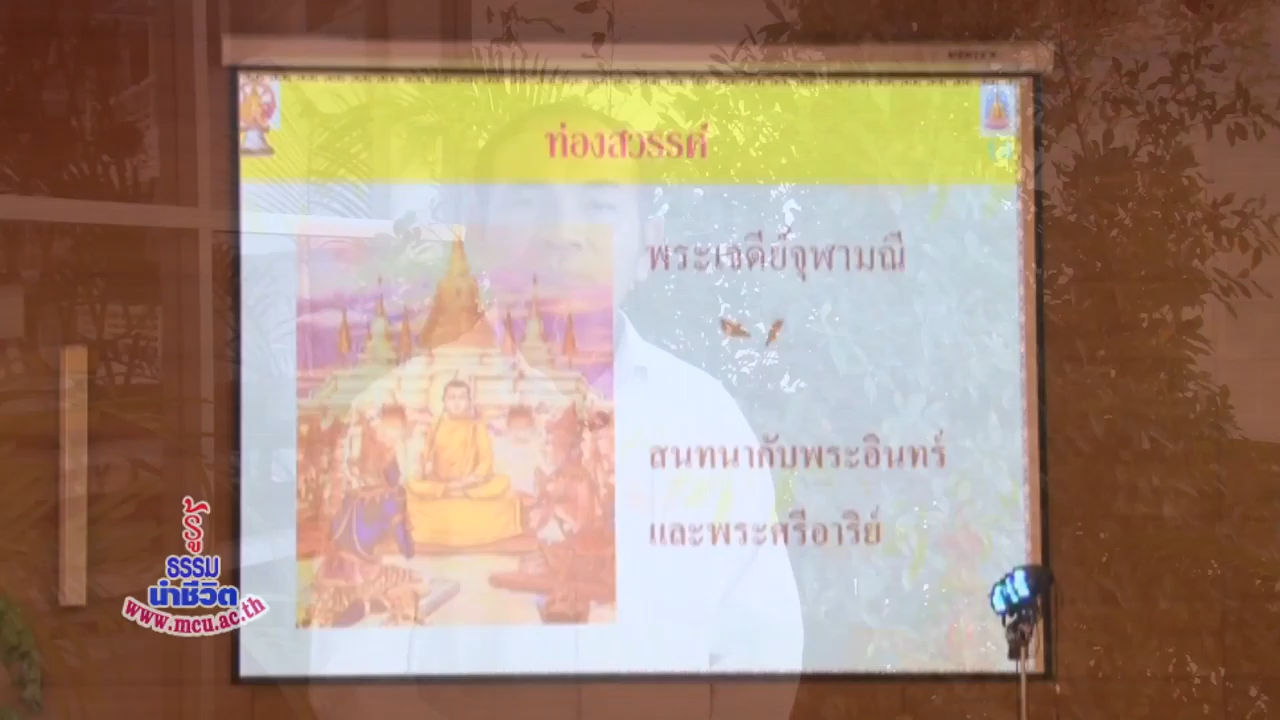 ท่องสวรรค์
พระเจดีย์จุฬามณี
สนทนากับพระอินทร์
และพระศรีอาริย์
รู้
ธรรม
นำชีวิต
www.mcu.ac.th